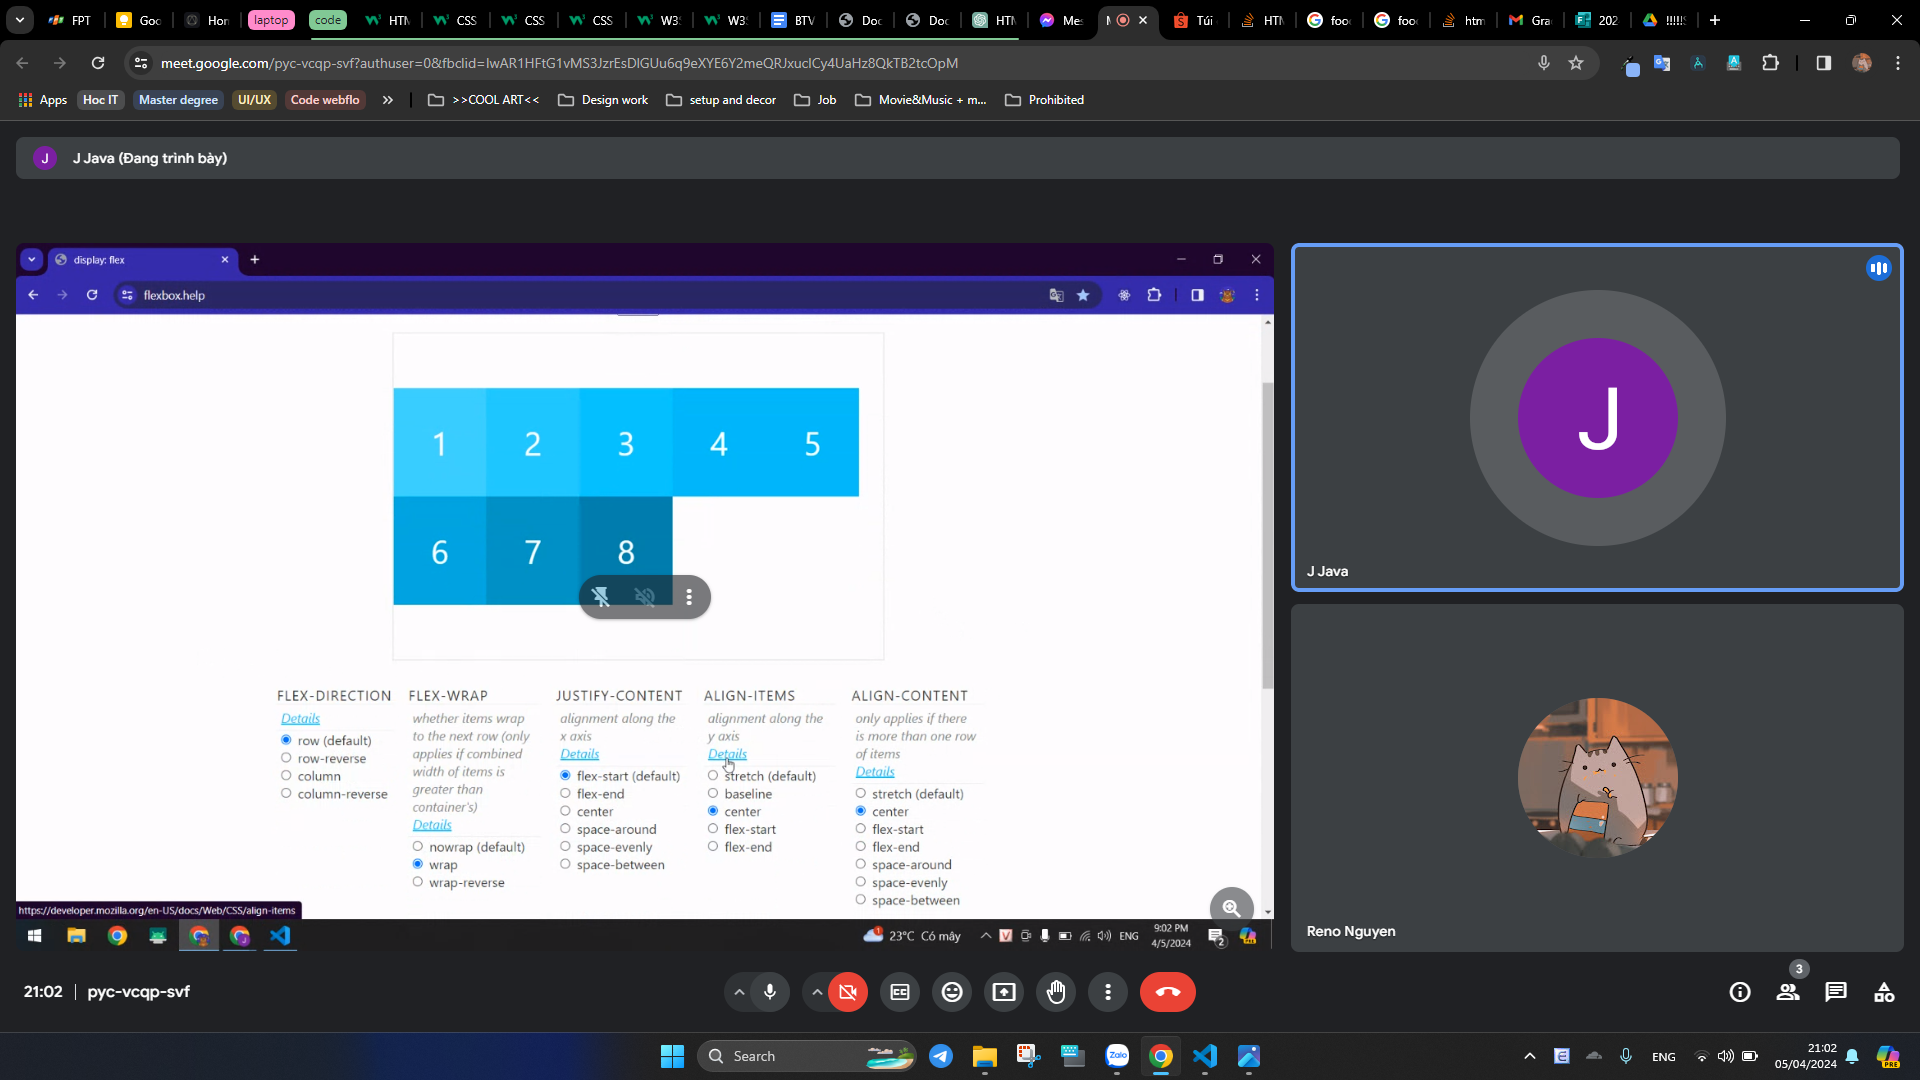 FPT
Goo
Hon
laptop
code
HTM
CSS
CSS
CSS
W3
W3
BTV
Doc
Doc
HTM
Mes
M
Túi
HTM
foo
foo
htm
Gra
202
!!!!!
meet.google.com/pyc-vcqp-svf?authuser=0&fbclid=IwAR1HFtG1vMS3JzrEsDlGUu6q9eXYE6Y2meQRJxucICy4UaHz8QkTB2tcOpM
Apps
Hoc IT
Master degree
UI/UX
Code webflo
>>COOL ART<<
Design work
setup and decor
Job
Movie&Music + m...
Prohibited
J
J Java (Đang trình bày)
display: flex
flexbox.help
1 2 3 4 5
6 7 8
FLEX-DIRECTION
Details
row (default)
row-reverse
column
column-reverse
FLEX-WRAP
whether items wrap
to the next row (only
applies if combined
width of items is
greater than
container's)
Details
nowrap (default)
wrap
wrap-reverse
JUSTIFY-CONTENT
alignment along the
x axis
Details
flex-start (default)
flex-end
center
space-around
space-evenly
space-between
ALIGN-ITEMS
alignment along the
y axis
Details
stretch (default)
baseline
center
flex-start
flex-end
ALIGN-CONTENT
only applies if there
is more than one row
of items
Details
stretch (default)
center
flex-start
flex-end
space-around
space-evenly
space-between
https://developer.mozilla.org/en-US/docs/Web/CSS/align-items
23°C Có mây
ENG
9:02 PM
4/5/2024
2
J
J Java
Reno Nguyen
21:02 | pyc-vcqp-svf
3
Search
Zalo
ENG
21:02
05/04/2024
PRE